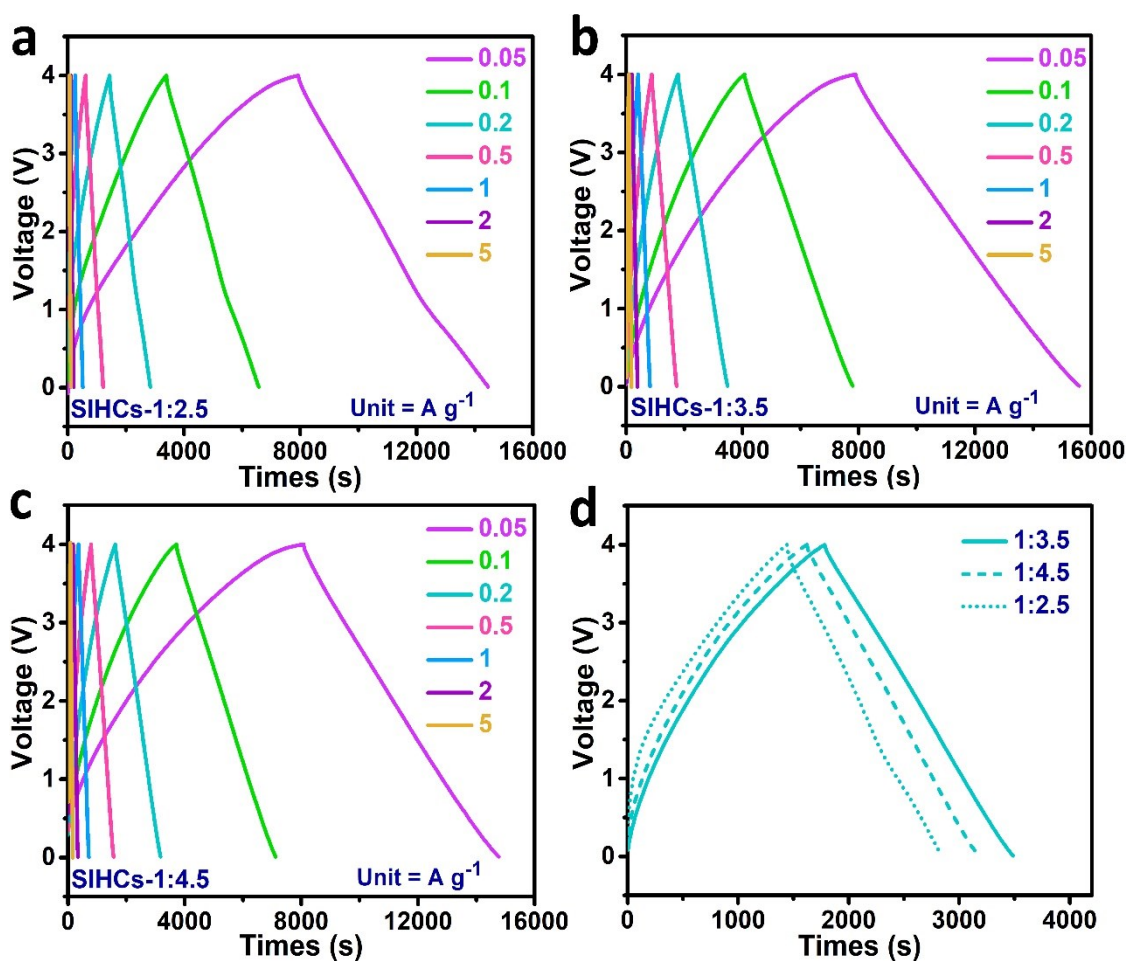 a
4
3
2
1
0
Voltage (V)
0.05
0.1
0.2
0.5
1
2
5
SIHCs-1:2.5
Unit = A g⁻¹
0 4000 8000 12000 16000
Times (s)
b
4
3
2
1
0
Voltage (V)
0.05
0.1
0.2
0.5
1
2
5
SIHCs-1:3.5
Unit = A g⁻¹
0 4000 8000 12000 16000
Times (s)
c
4
3
2
1
0
Voltage (V)
0.05
0.1
0.2
0.5
1
2
5
SIHCs-1:4.5
Unit = A g⁻¹
0 4000 8000 12000 16000
Times (s)
d
4
3
2
1
0
Voltage (V)
1:3.5
1:4.5
1:2.5
0 1000 2000 3000 4000
Times (s)